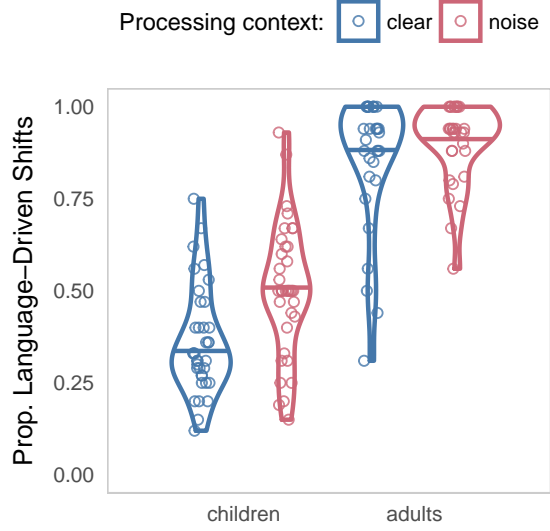 Processing context: clear noise
Prop. Language–Driven Shifts
1.00
0.75
0.50
0.25
0.00
children adults